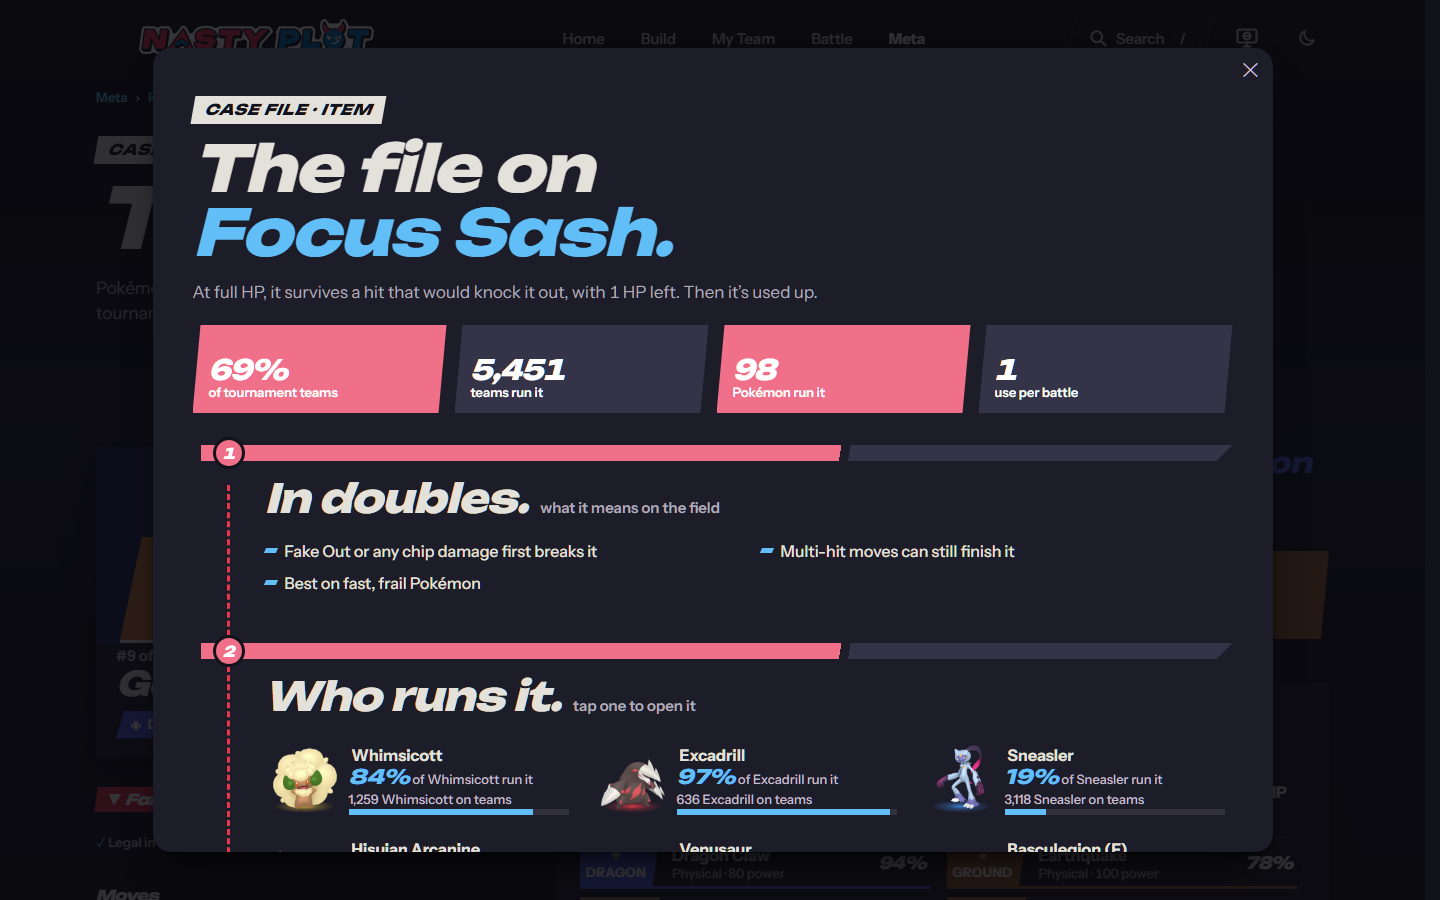 NASTY PLOT
Home
Build
My Team
Battle
Meta
Search /
Meta ›
CASE FILE · ITEM
The file on
Focus Sash.
At full HP, it survives a hit that would knock it out, with 1 HP left. Then it's used up.
69%
of tournament teams
5,451
teams run it
98
Pokémon run it
1
use per battle
1
In doubles. what it means on the field
Fake Out or any chip damage first breaks it
Multi-hit moves can still finish it
Best on fast, frail Pokémon
2
Who runs it. tap one to open it
Whimsicott
84% of Whimsicott run it
1,259 Whimsicott on teams
Excadrill
97% of Excadrill run it
636 Excadrill on teams
Sneasler
19% of Sneasler run it
3,118 Sneasler on teams
Hisuian Arcanine
Venusaur
Basculegion (F)
#9 of
✓ Legal in
Moves
DRAGON
Dragon Claw
Physical · 80 power
94%
GROUND
Earthquake
Physical · 100 power
78%